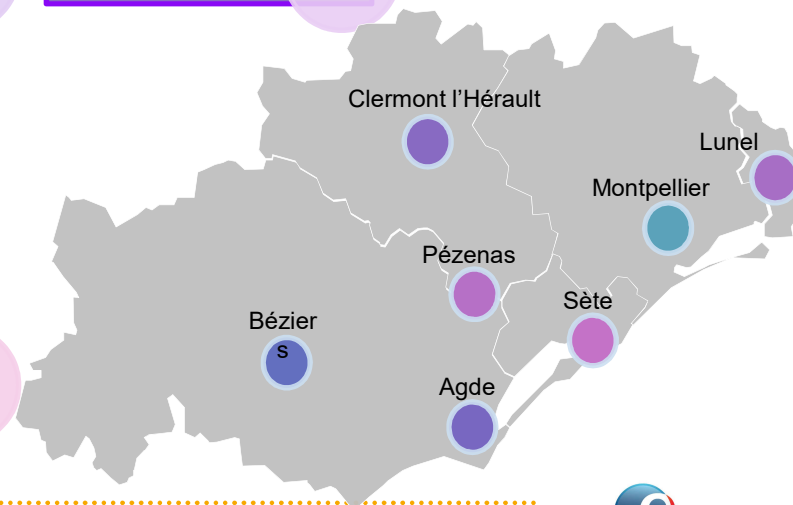 Clermont l'Hérault
Lunel
Montpellier
Pézenas
Sète
Bézier
s
Agde